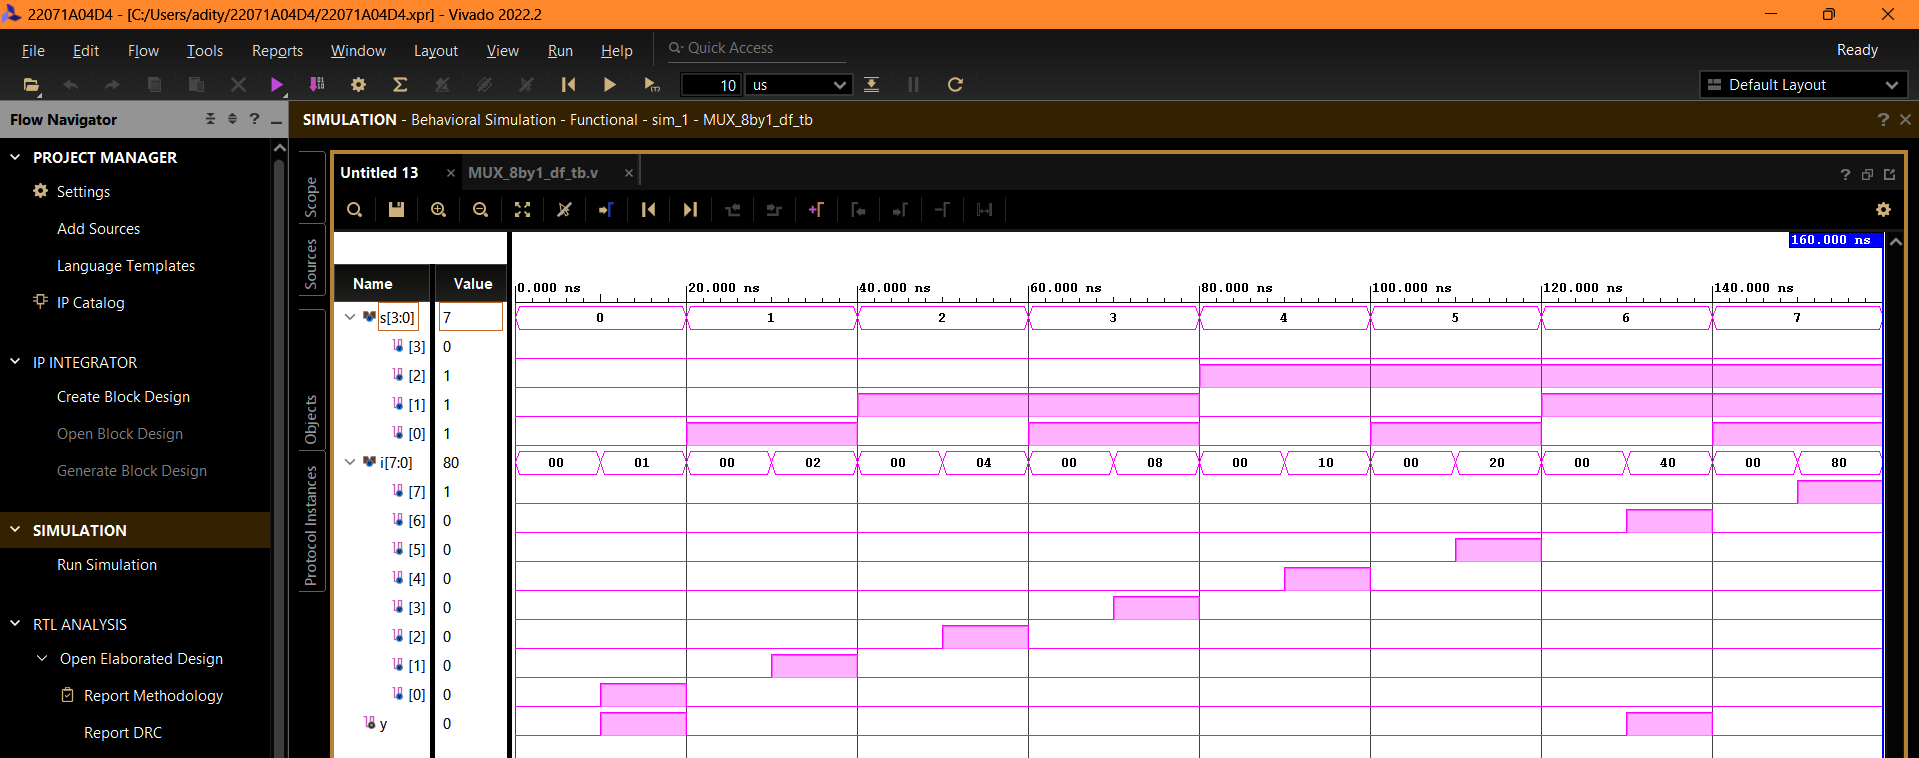 22071A04D4 - [C:/Users/adity/22071A04D4/22071A04D4.xpr] - Vivado 2022.2
File Edit Flow Tools Reports Window Layout View Run Help Quick Access Ready
10 us Default Layout
Flow Navigator
SIMULATION - Behavioral Simulation - Functional - sim_1 - MUX_8by1_df_tb
PROJECT MANAGER
Settings
Add Sources
Language Templates
IP Catalog
IP INTEGRATOR
Create Block Design
Open Block Design
Generate Block Design
SIMULATION
Run Simulation
RTL ANALYSIS
Open Elaborated Design
Report Methodology
Report DRC
Scope
Sources
Objects
Protocol Instances
Untitled 13 MUX_8by1_df_tb.v
160.000 ns
Name Value
0.000 ns 20.000 ns 40.000 ns 60.000 ns 80.000 ns 100.000 ns 120.000 ns 140.000 ns
s[3:0] 7 0 1 2 3 4 5 6 7
[3] 0
[2] 1
[1] 1
[0] 1
i[7:0] 80 00 01 00 02 00 04 00 08 00 10 00 20 00 40 00 80
[7] 1
[6] 0
[5] 0
[4] 0
[3] 0
[2] 0
[1] 0
[0] 0
y 0